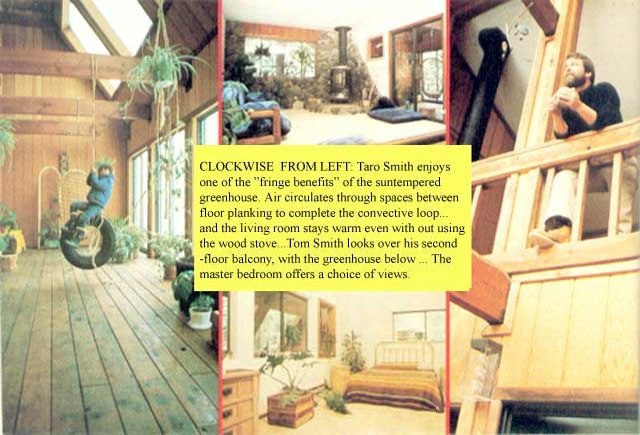 CLOCKWISE FROM LEFT: Taro Smith enjoys
one of the "fringe benefits" of the suntempered
greenhouse. Air circulates through spaces between
floor planking to complete the convective loop...
and the living room stays warm even with out using
the wood stove...Tom Smith looks over his second
-floor balcony, with the greenhouse below ... The
master bedroom offers a choice of views.